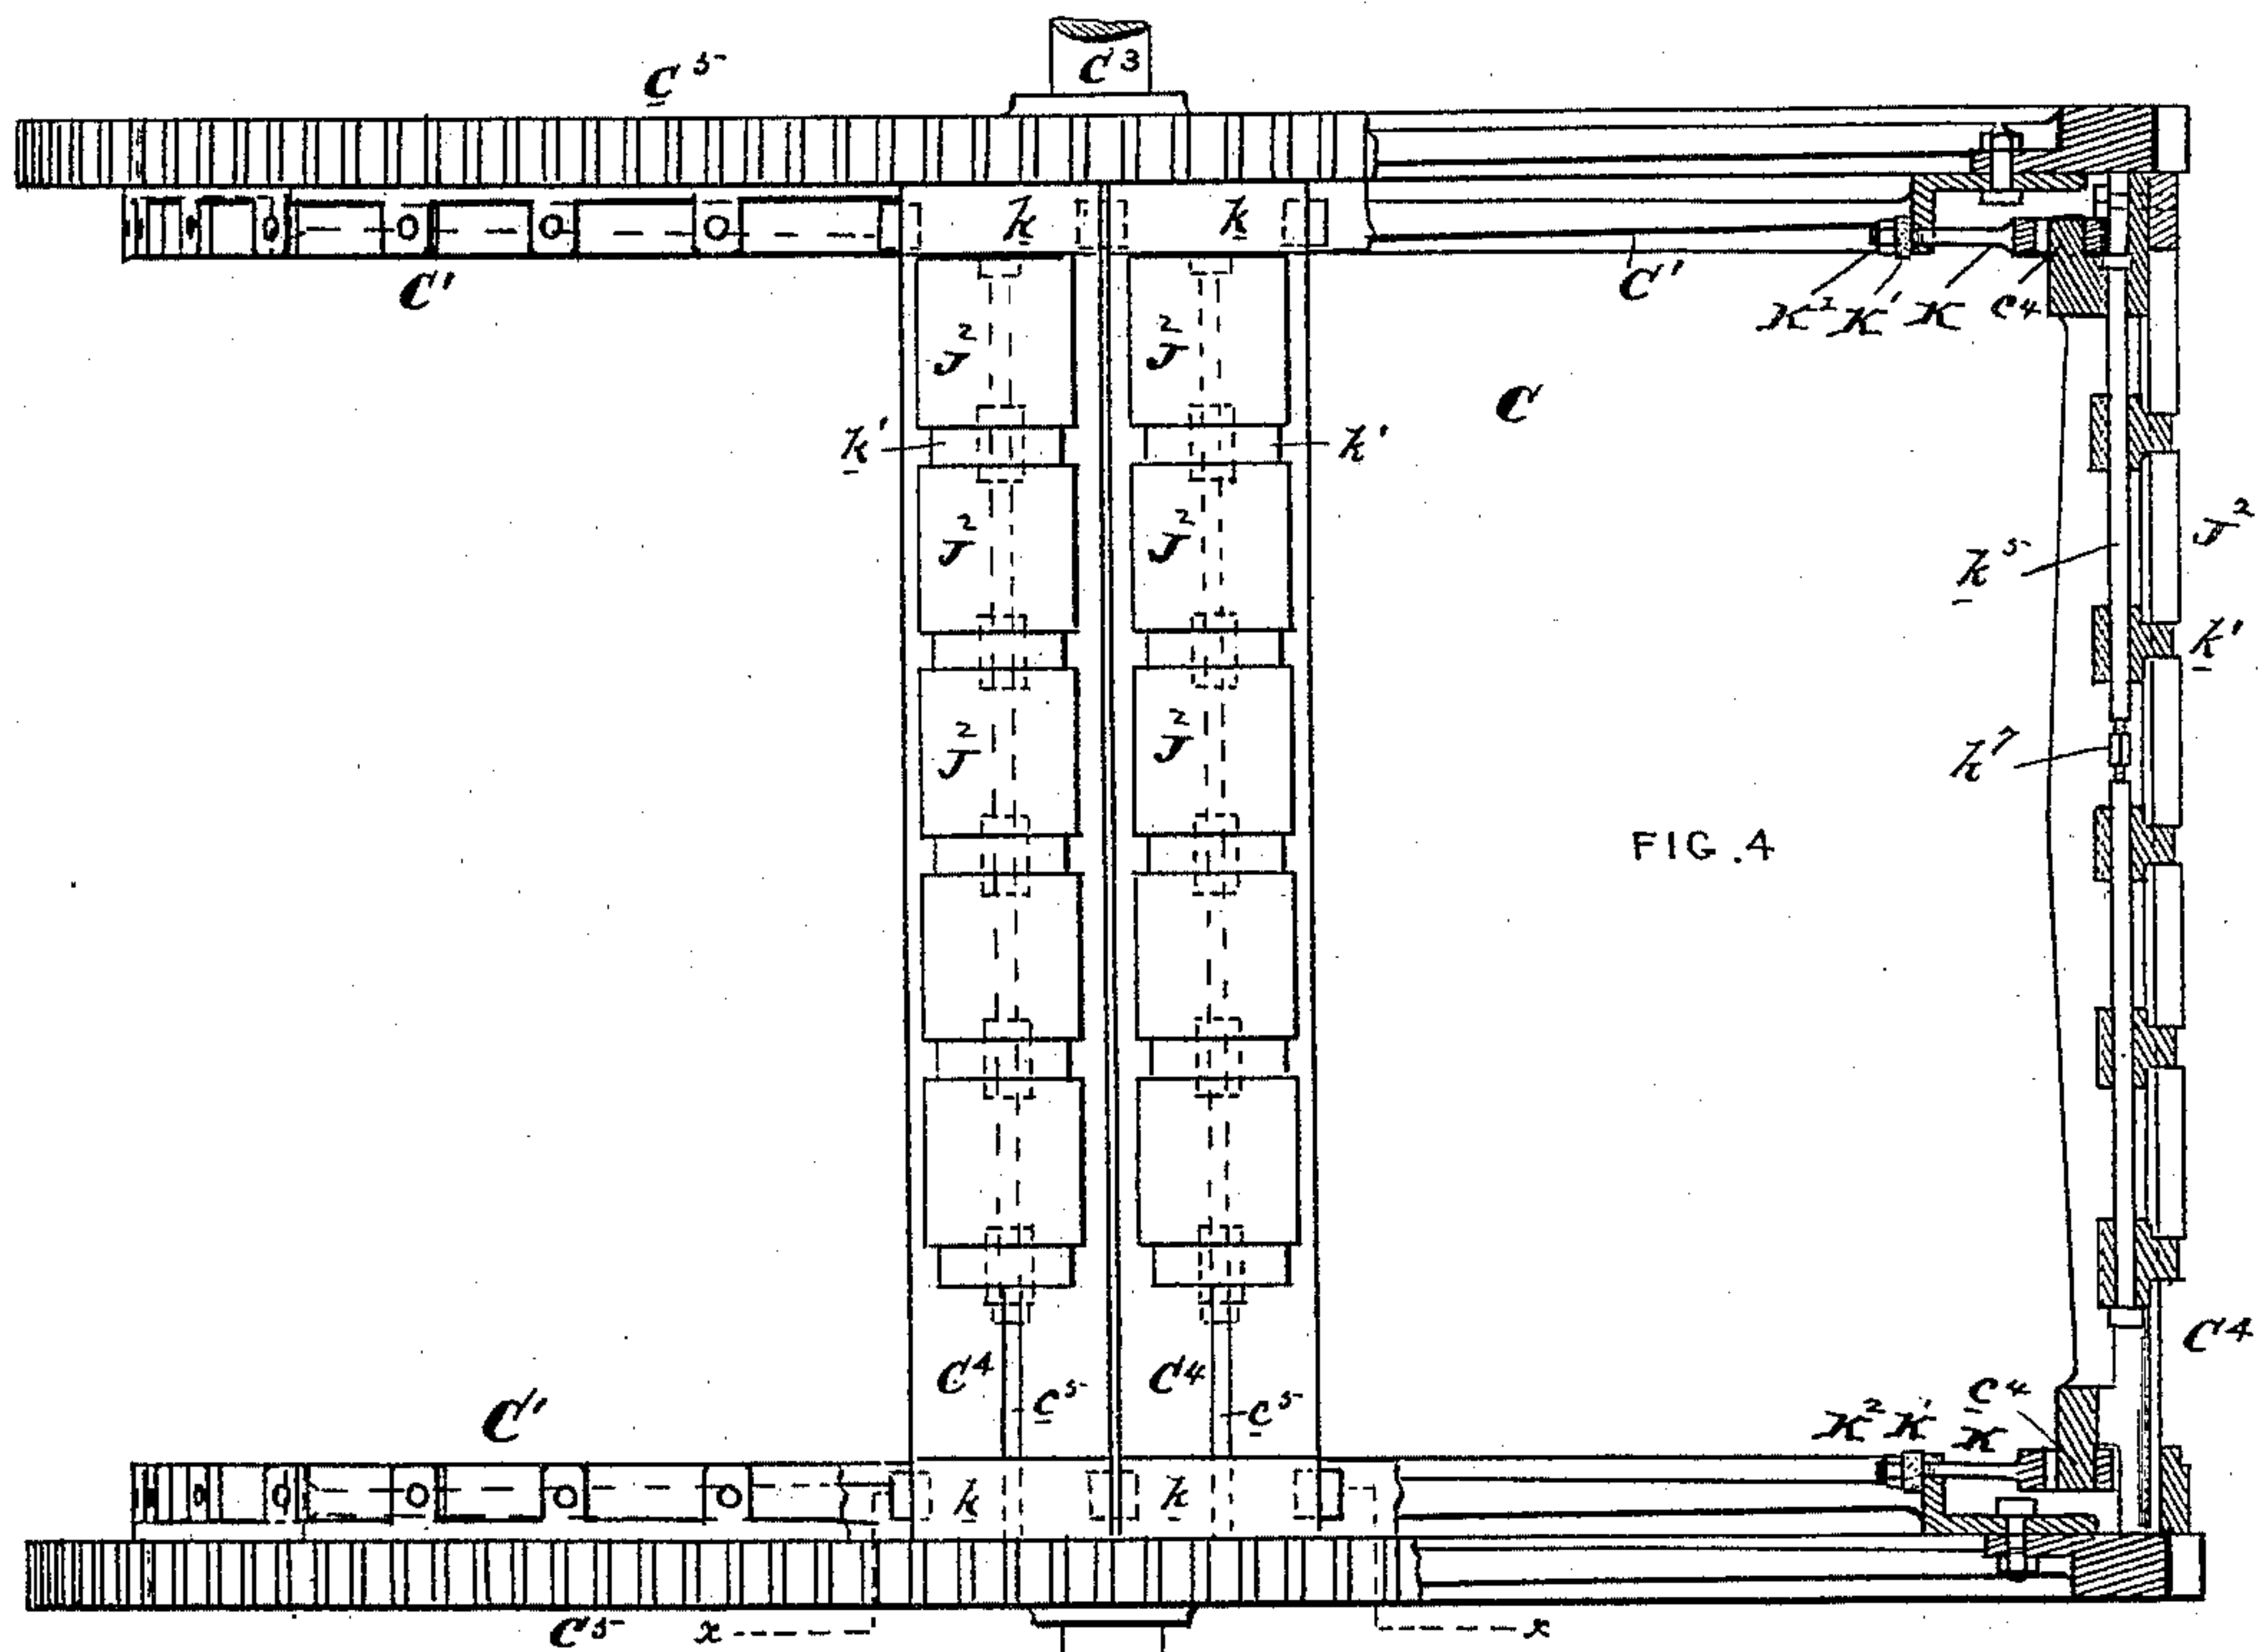 C³
C⁵
k k
C' C' K² K' K c⁴
J² J²
C
k' k'
J² J² J²
k⁵
k'
J² J²
k⁷
FIG. 4
C⁴
C⁴ C⁴
c⁵ c⁵
C' K² K' c⁴
K
k k
C⁵ x x